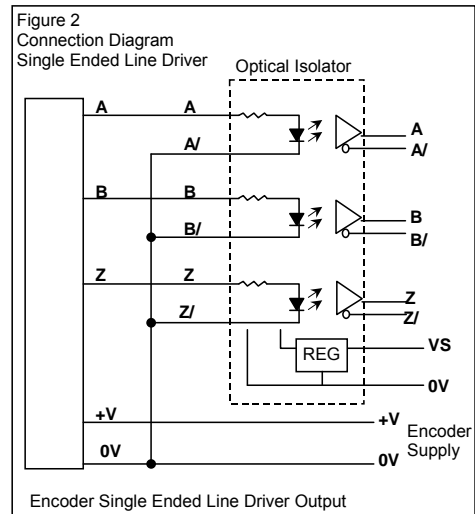 Figure 2
Connection Diagram
Single Ended Line Driver
Optical Isolator
A A A
A/ A/
B B B
B/ B/
Z Z Z
Z/ Z/
REG VS
0V
+V +V
Encoder
Supply
0V 0V
Encoder Single Ended Line Driver Output